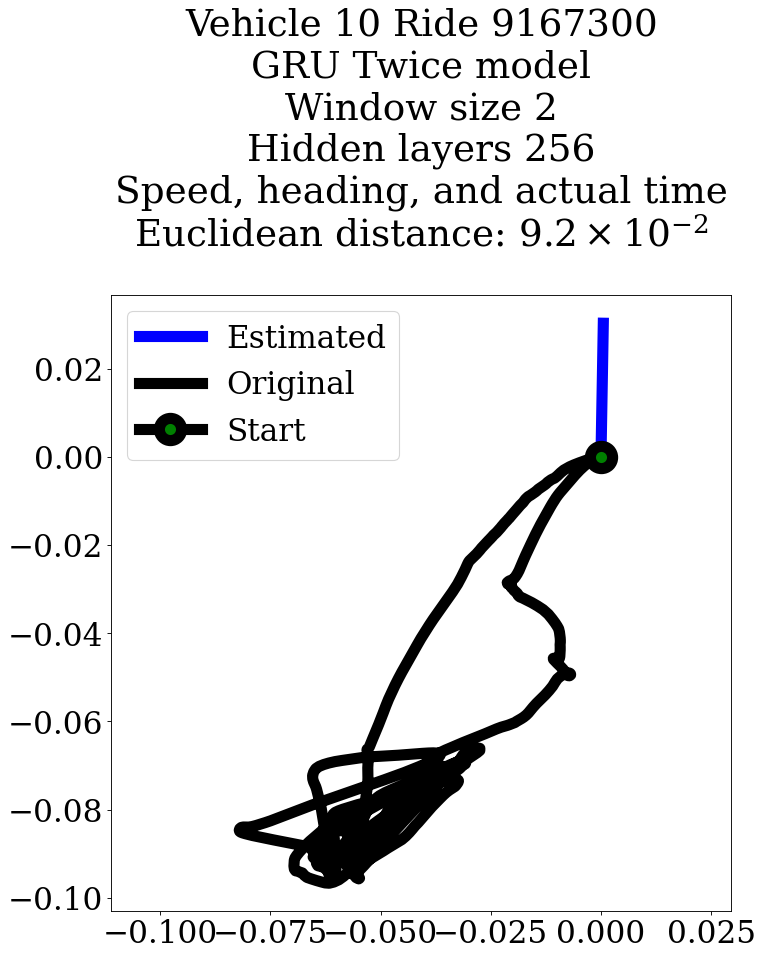 Vehicle 10 Ride 9167300
GRU Twice model
Window size 2
Hidden layers 256
Speed, heading, and actual time
Euclidean distance: 9.2 × 10⁻²
Estimated
Original
Start
0.02
0.00
−0.02
−0.04
−0.06
−0.08
−0.10
−0.100 −0.075 −0.050 −0.025 0.000 0.025